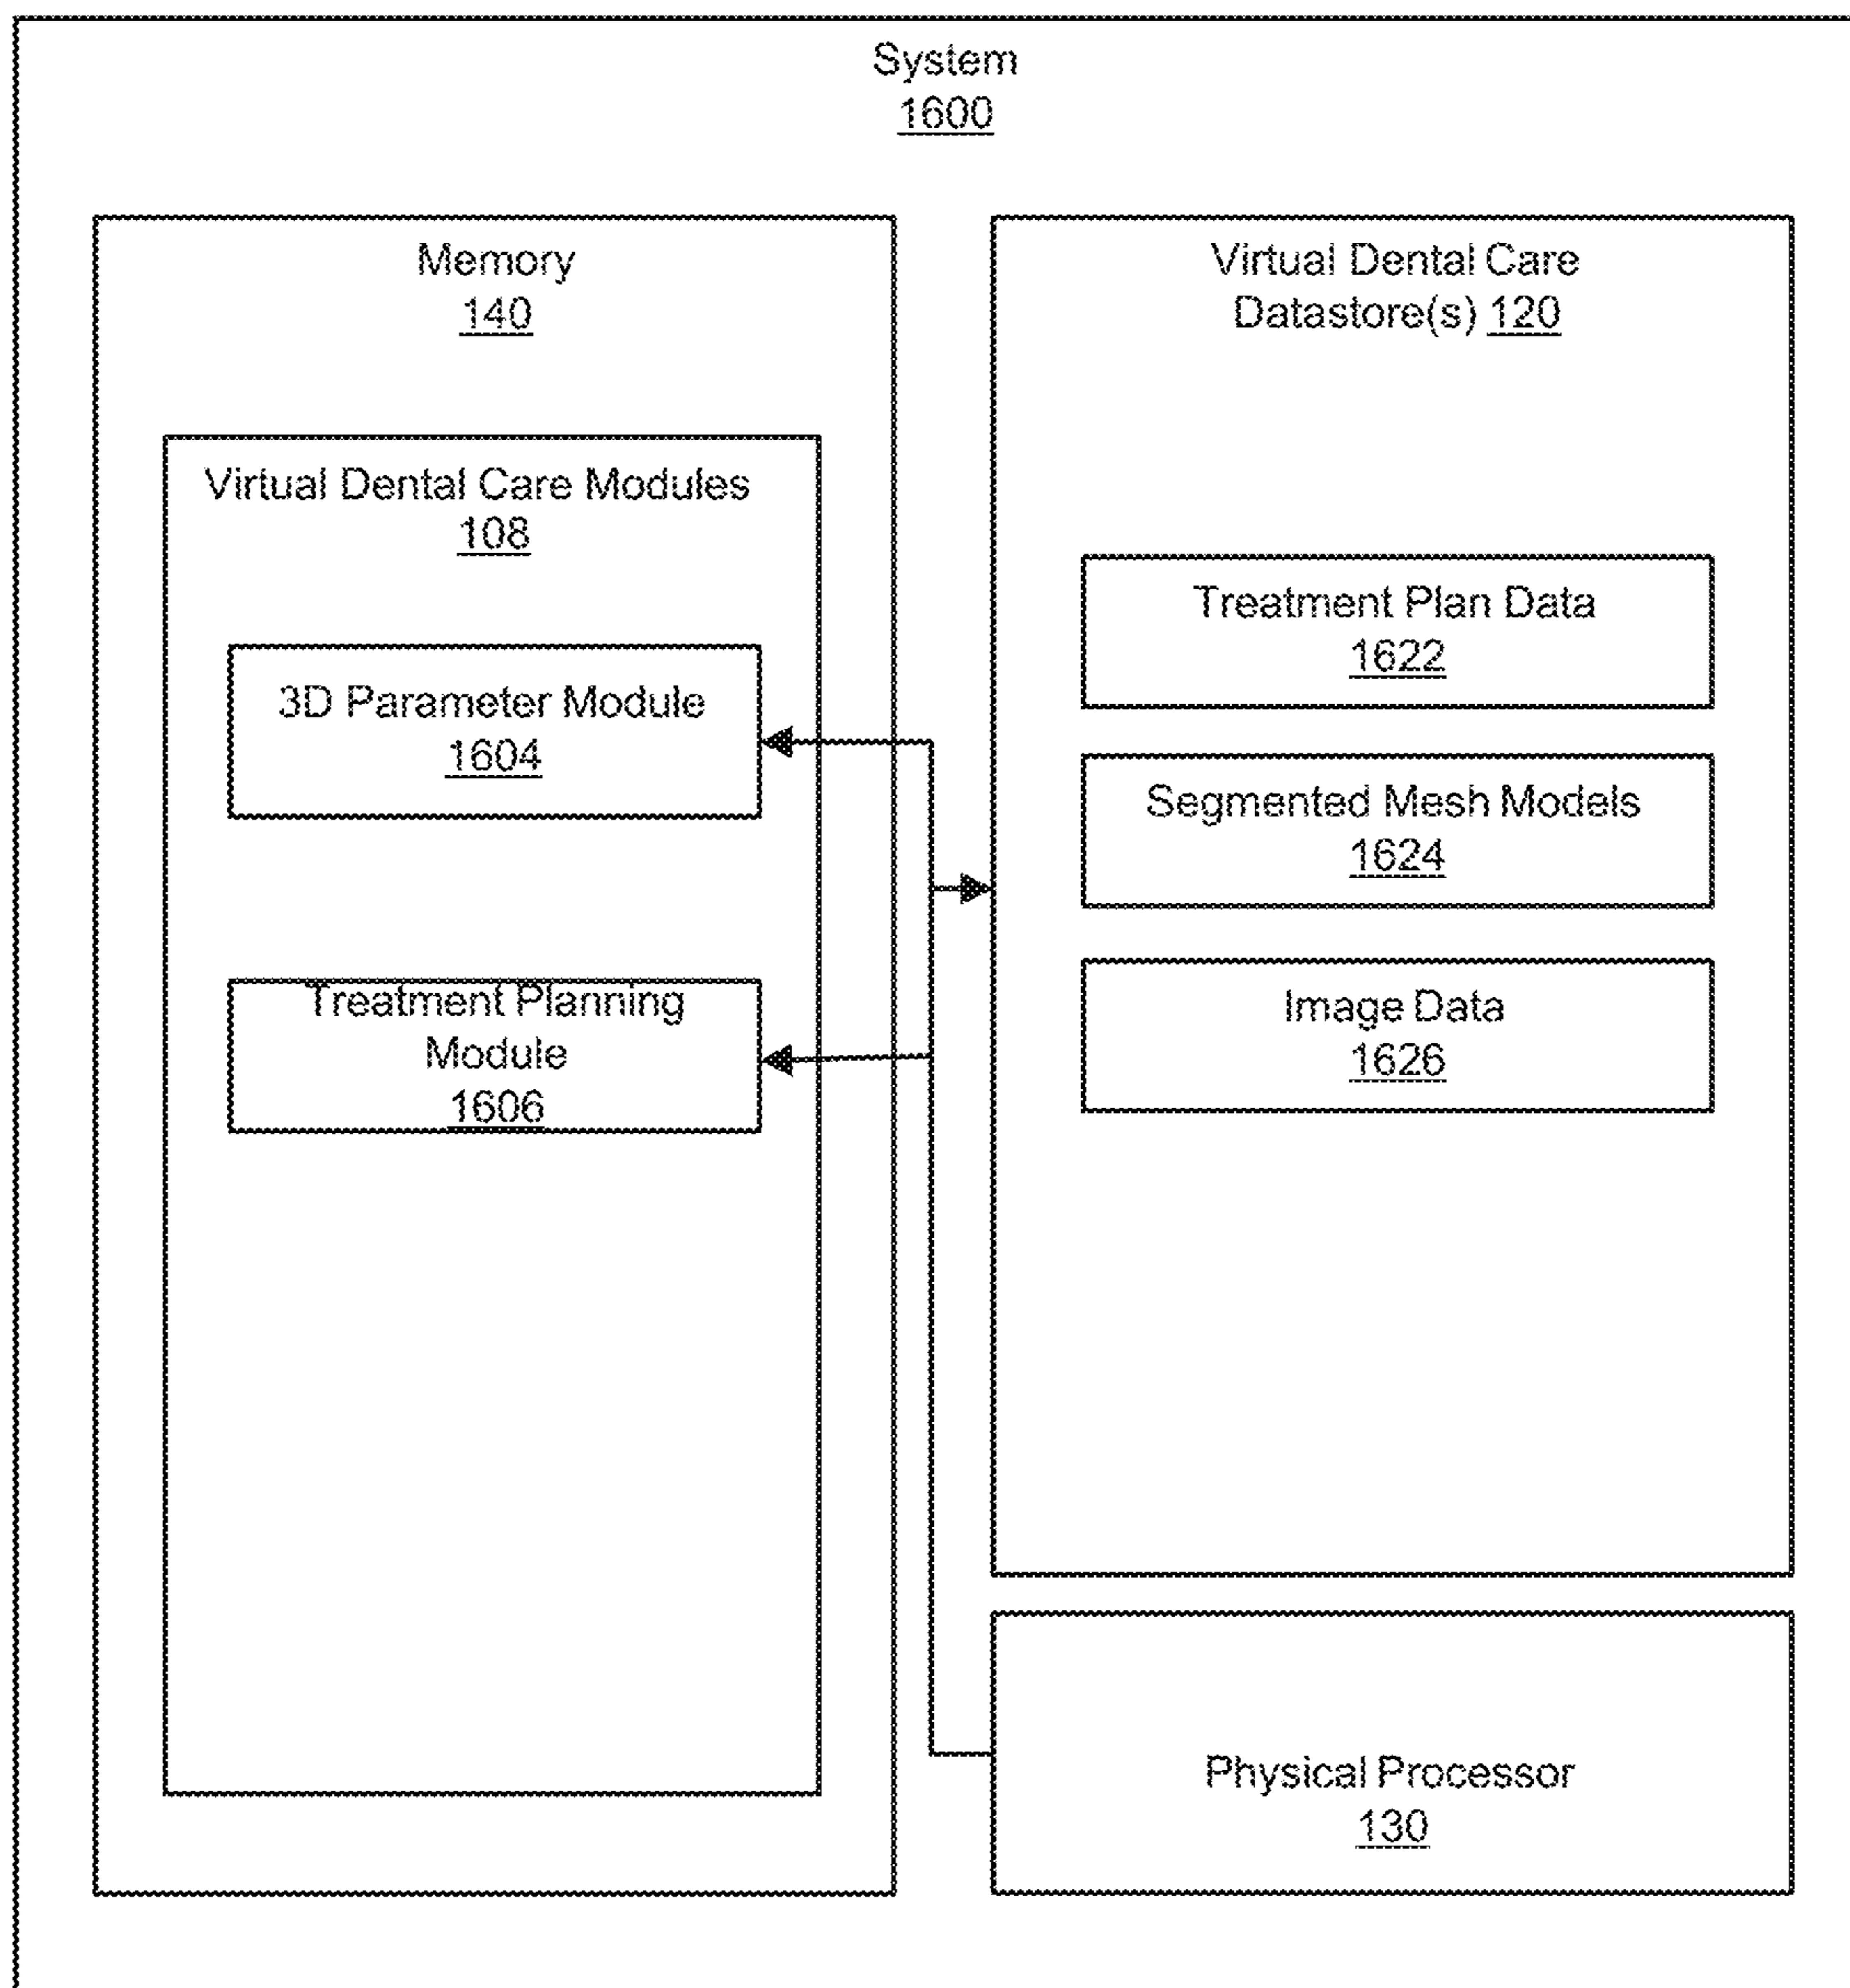 System
1600
Memory
140
Virtual Dental Care Modules
108
3D Parameter Module
1604
Treatment Planning
Module
1606
Virtual Dental Care
Datastore(s) 120
Treatment Plan Data
1622
Segmented Mesh Models
1624
Image Data
1626
Physical Processor
130